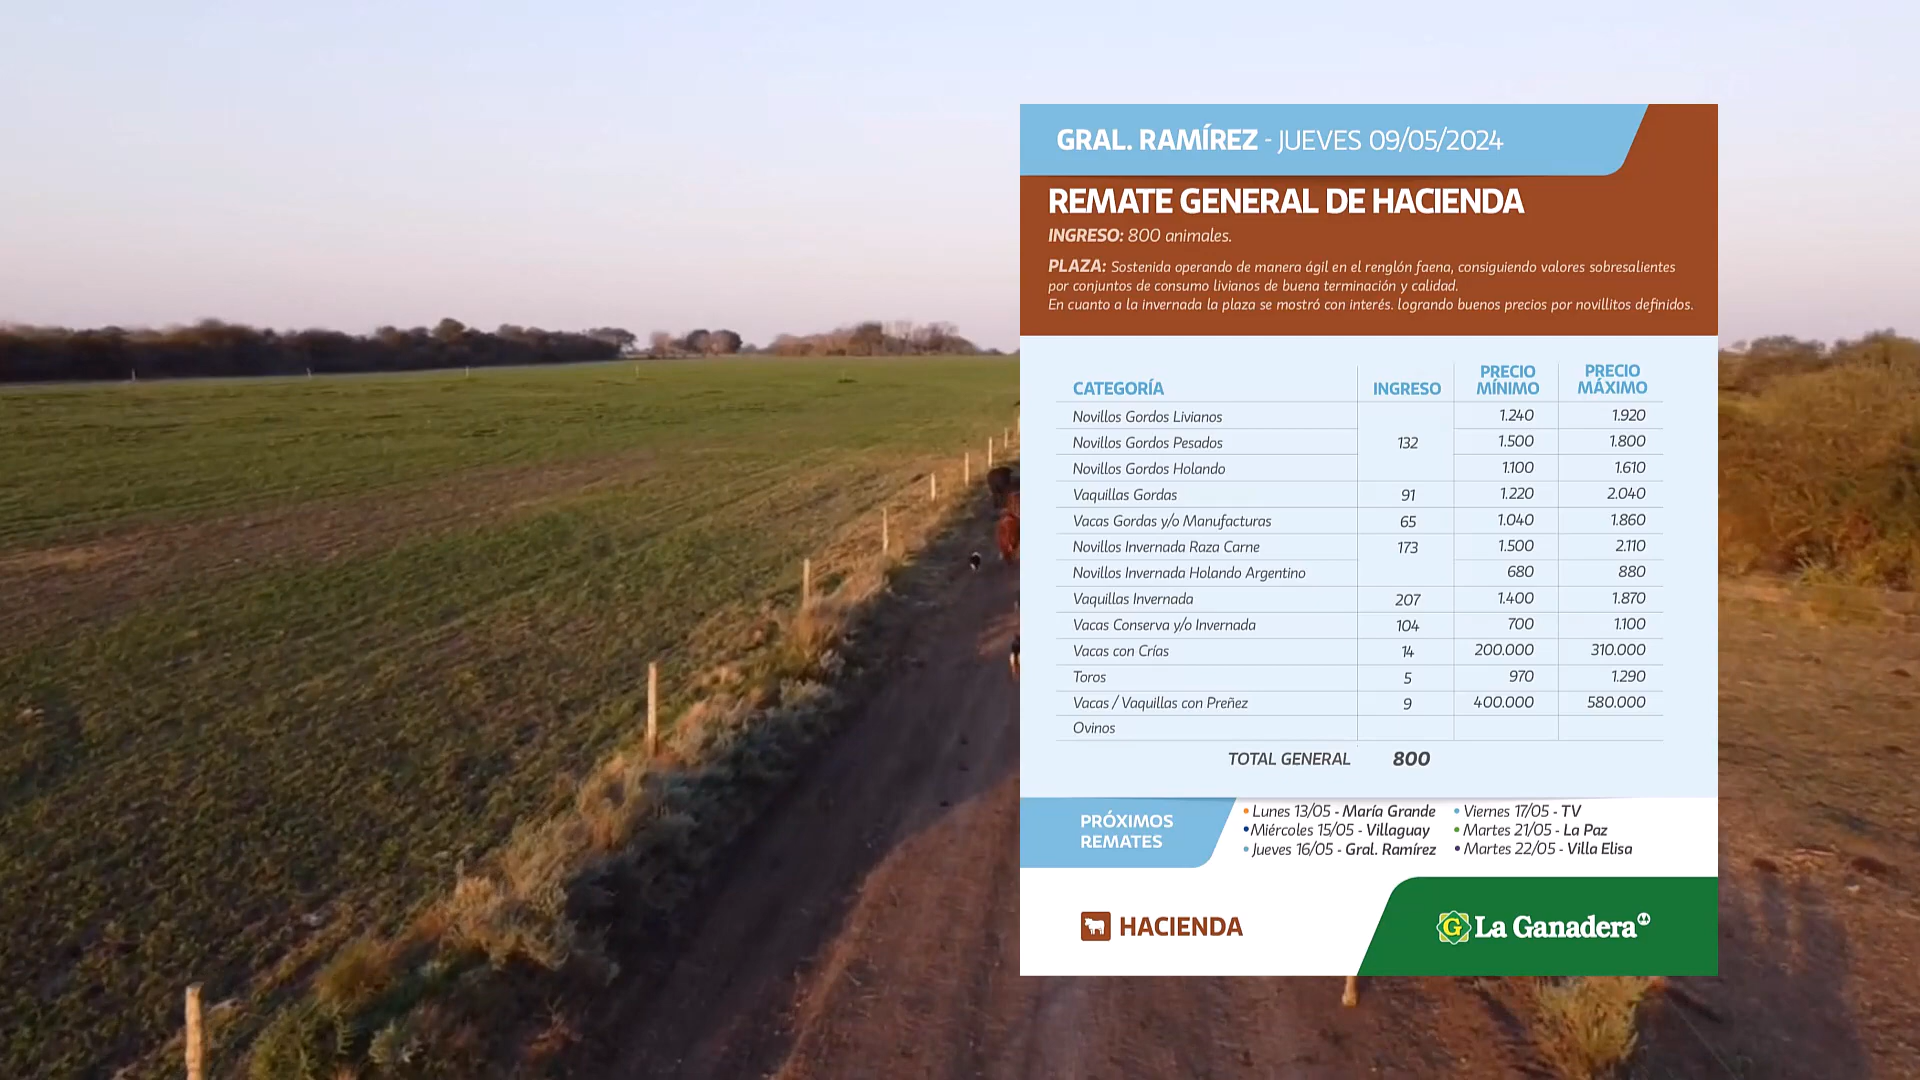 GRAL. RAMÍREZ - JUEVES 09/05/2024
REMATE GENERAL DE HACIENDA
INGRESO: 800 animales.
PLAZA: Sostenida operando de manera ágil en el renglón faena, consiguiendo valores sobresalientes
por conjuntos de consumo livianos de buena terminación y calidad.
En cuanto a la invernada la plaza se mostró con interés. logrando buenos precios por novillitos definidos.
CATEGORÍA INGRESO PRECIO MÍNIMO PRECIO MÁXIMO
Novillos Gordos Livianos 1.240 1.920
Novillos Gordos Pesados 132 1.500 1.800
Novillos Gordos Holando 1.100 1.610
Vaquillas Gordas 91 1.220 2.040
Vacas Gordas y/o Manufacturas 65 1.040 1.860
Novillos Invernada Raza Carne 173 1.500 2.110
Novillos Invernada Holando Argentino 680 880
Vaquillas Invernada 207 1.400 1.870
Vacas Conserva y/o Invernada 104 700 1.100
Vacas con Crías 14 200.000 310.000
Toros 5 970 1.290
Vacas / Vaquillas con Preñez 9 400.000 580.000
Ovinos
TOTAL GENERAL 800
PRÓXIMOS
REMATES
• Lunes 13/05 - María Grande
• Miércoles 15/05 - Villaguay
• Jueves 16/05 - Gral. Ramírez
• Viernes 17/05 - TV
• Martes 21/05 - La Paz
• Martes 22/05 - Villa Elisa
HACIENDA
G La Ganadera